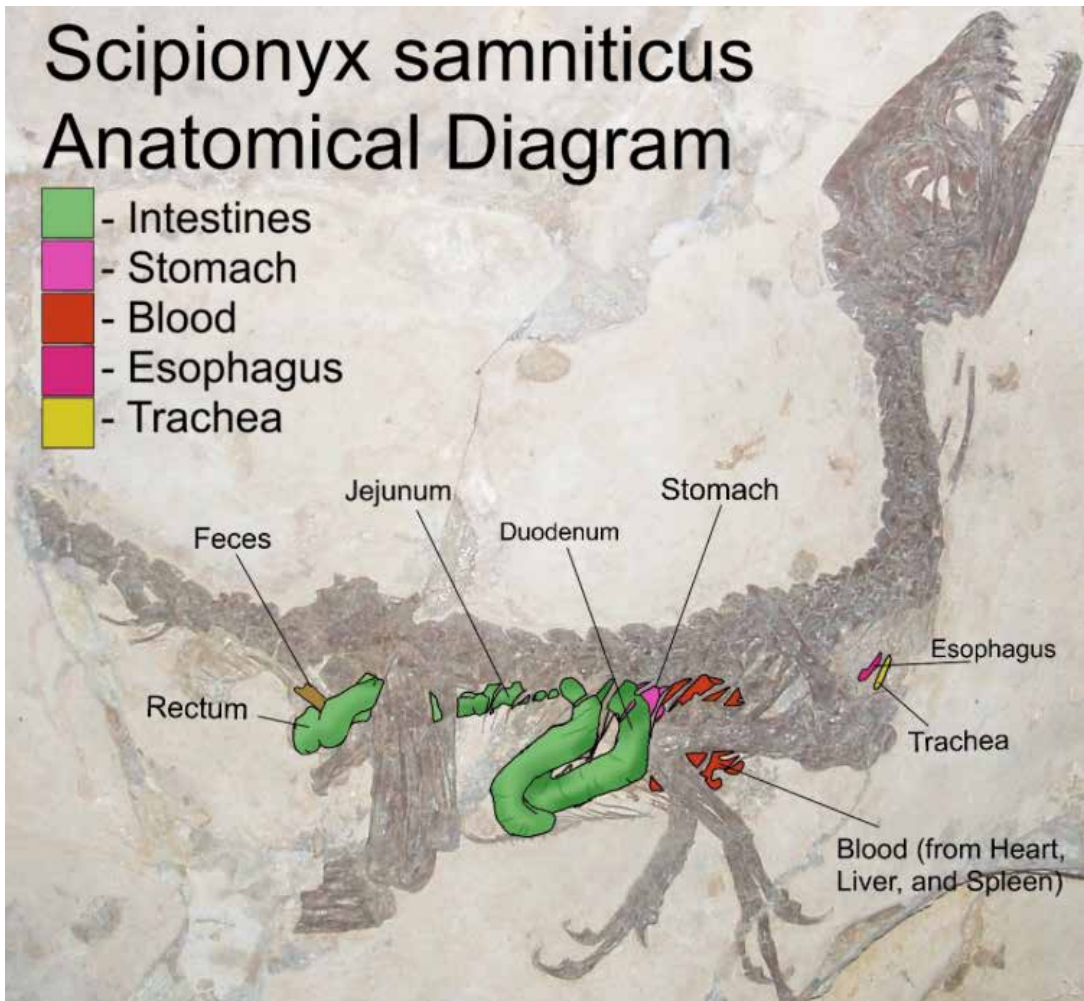 Scipionyx samniticus
Anatomical Diagram
- Intestines
- Stomach
- Blood
- Esophagus
- Trachea
Jejunum
Stomach
Feces
Duodenum
Esophagus
Rectum
Trachea
Blood (from Heart,
Liver, and Spleen)